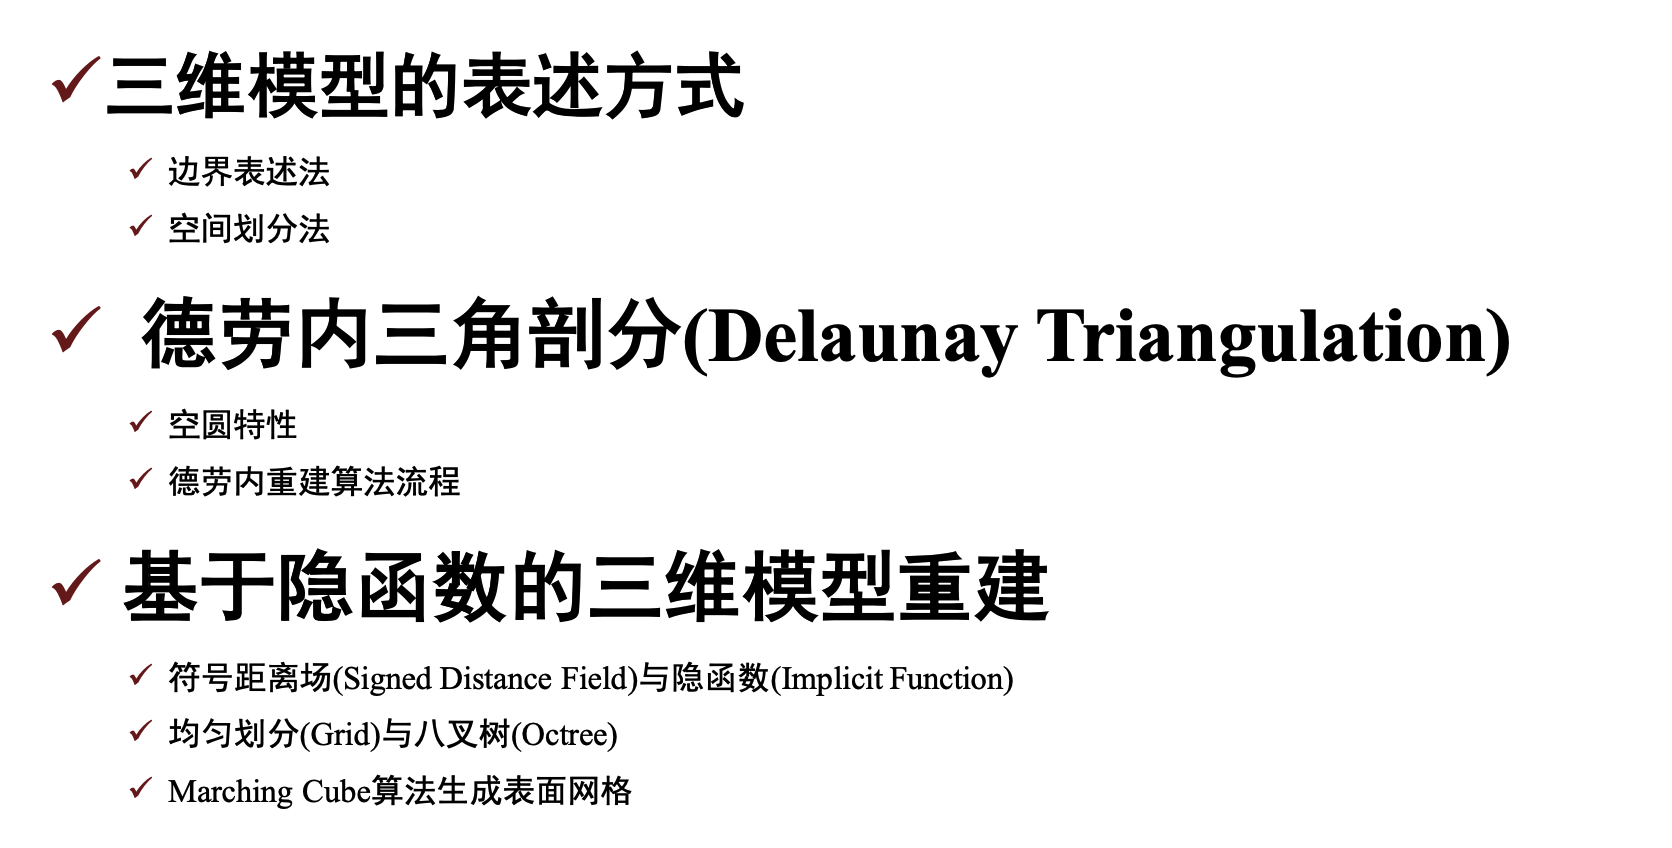 三维模型的表述方式
边界表述法
空间划分法
德劳内三角剖分(Delaunay Triangulation)
空圆特性
德劳内重建算法流程
基于隐函数的三维模型重建
符号距离场(Signed Distance Field)与隐函数(Implicit Function)
均匀划分(Grid)与八叉树(Octree)
Marching Cube算法生成表面网格